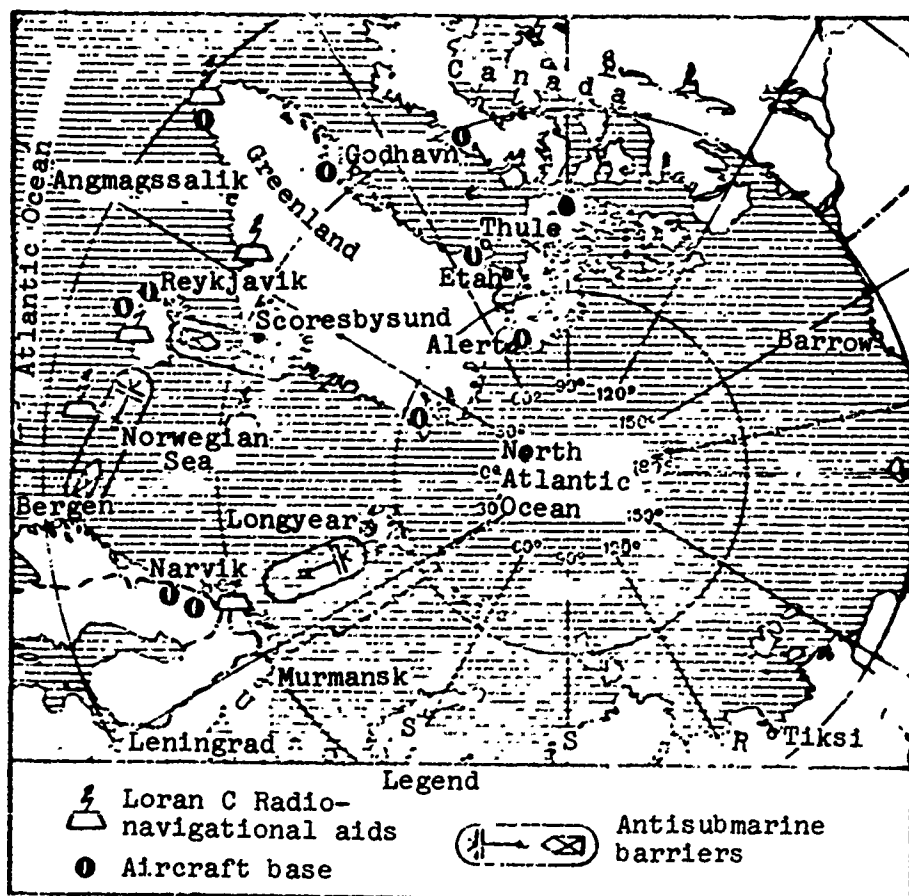 Canada
Godhavn
Greenland
Angmagssalik
Atlantic Ocean
Thule
Etah
Reykjavik
Scoresbysund
Alert
Barrow
90°
120°
150°
Norwegian
Sea
North
Atlantic
Ocean
0°
30
180°
150°
Bergen
Longyear
60°
90°
120°
Narvik
Murmansk
U
S
S
R
Leningrad
Tiksi
Legend
Loran C Radio-
navigational aids
Aircraft base
Antisubmarine
barriers